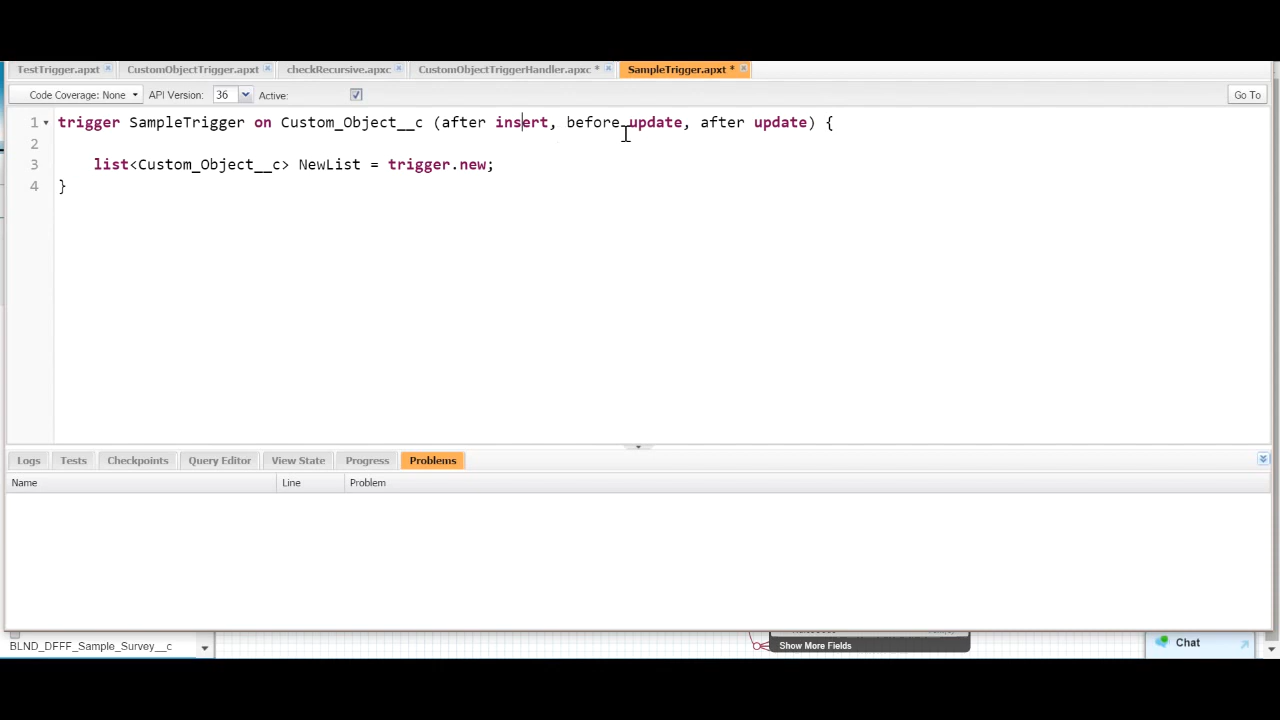 TestTrigger.apxt CustomObjectTrigger.apxt checkRecursive.apxc CustomObjectTriggerHandler.apxc * SampleTrigger.apxt *
Code Coverage: None API Version: 36 Active: Go To
1 trigger SampleTrigger on Custom_Object__c (after insert, before update, after update) {
2
3 list<Custom_Object__c> NewList = trigger.new;
4 }
Logs Tests Checkpoints Query Editor View State Progress Problems
Name Line Problem
BLND_DFFF_Sample_Survey__c Show More Fields Chat